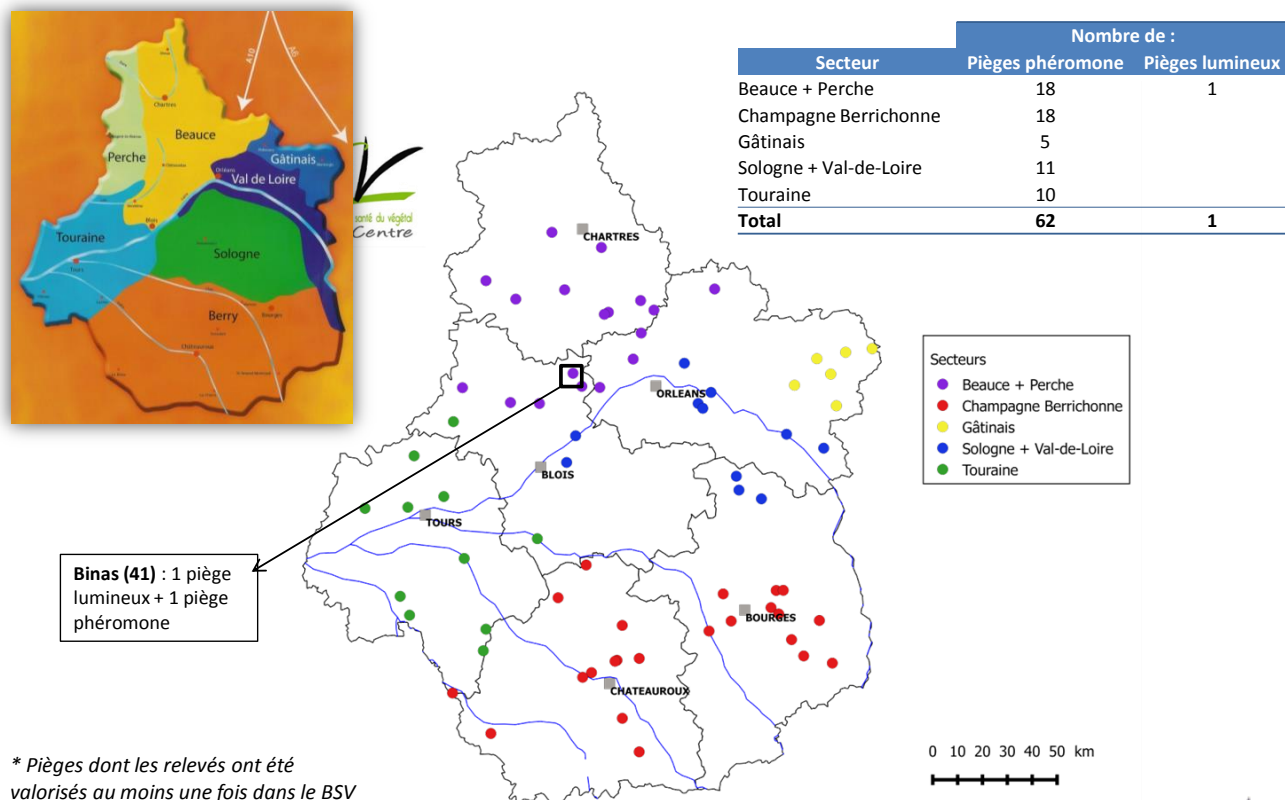 A10
A6
Chartres
Beauce
Perche
Gâtinais
Orléans
Val de Loire
Blois
Touraine
Tours
Sologne
Berry
Bourges
Châteauroux
santé du végétal
Centre
Nombre de :
Secteur Pièges phéromone Pièges lumineux
Beauce + Perche 18 1
Champagne Berrichonne 18
Gâtinais 5
Sologne + Val-de-Loire 11
Touraine 10
Total 62 1
CHARTRES
ORLEANS
BLOIS
TOURS
BOURGES
CHATEAUROUX
Secteurs
Beauce + Perche
Champagne Berrichonne
Gâtinais
Sologne + Val-de-Loire
Touraine
Binas (41) : 1 piège
lumineux + 1 piège
phéromone
0 10 20 30 40 50 km
* Pièges dont les relevés ont été
valorisés au moins une fois dans le BSV